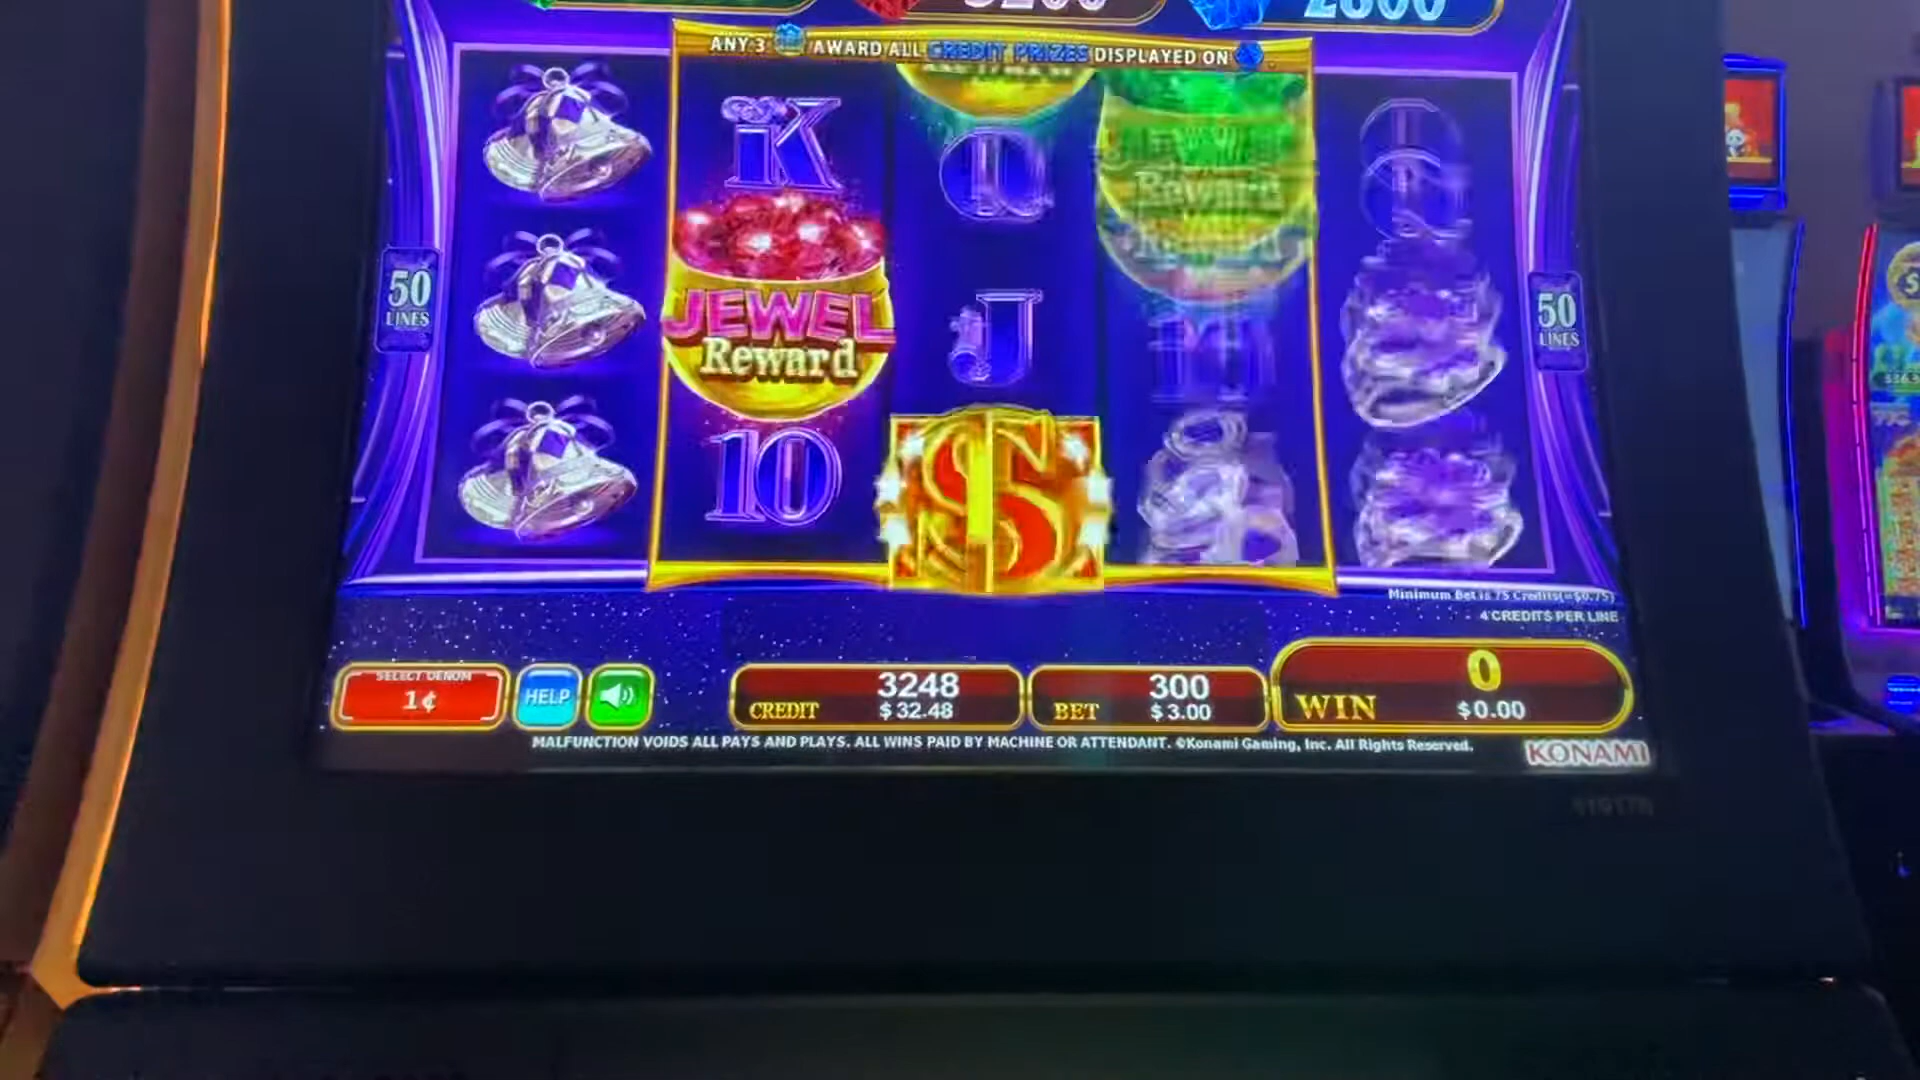 2800
ANY 3 AWARD ALL CREDIT PRIZES DISPLAYED ON
K
Q
JEWEL
Reward
Reward
50
LINES
50
LINES
J
10
$
Minimum Bet is 75 Credits(=$0.75)
4 CREDITS PER LINE
SELECT DENOM
1¢
HELP
3248
CREDIT $32.48
300
BET $3.00
0
WIN $0.00
MALFUNCTION VOIDS ALL PAYS AND PLAYS. ALL WINS PAID BY MACHINE OR ATTENDANT. ©Konami Gaming, Inc. All Rights Reserved.
KONAMI